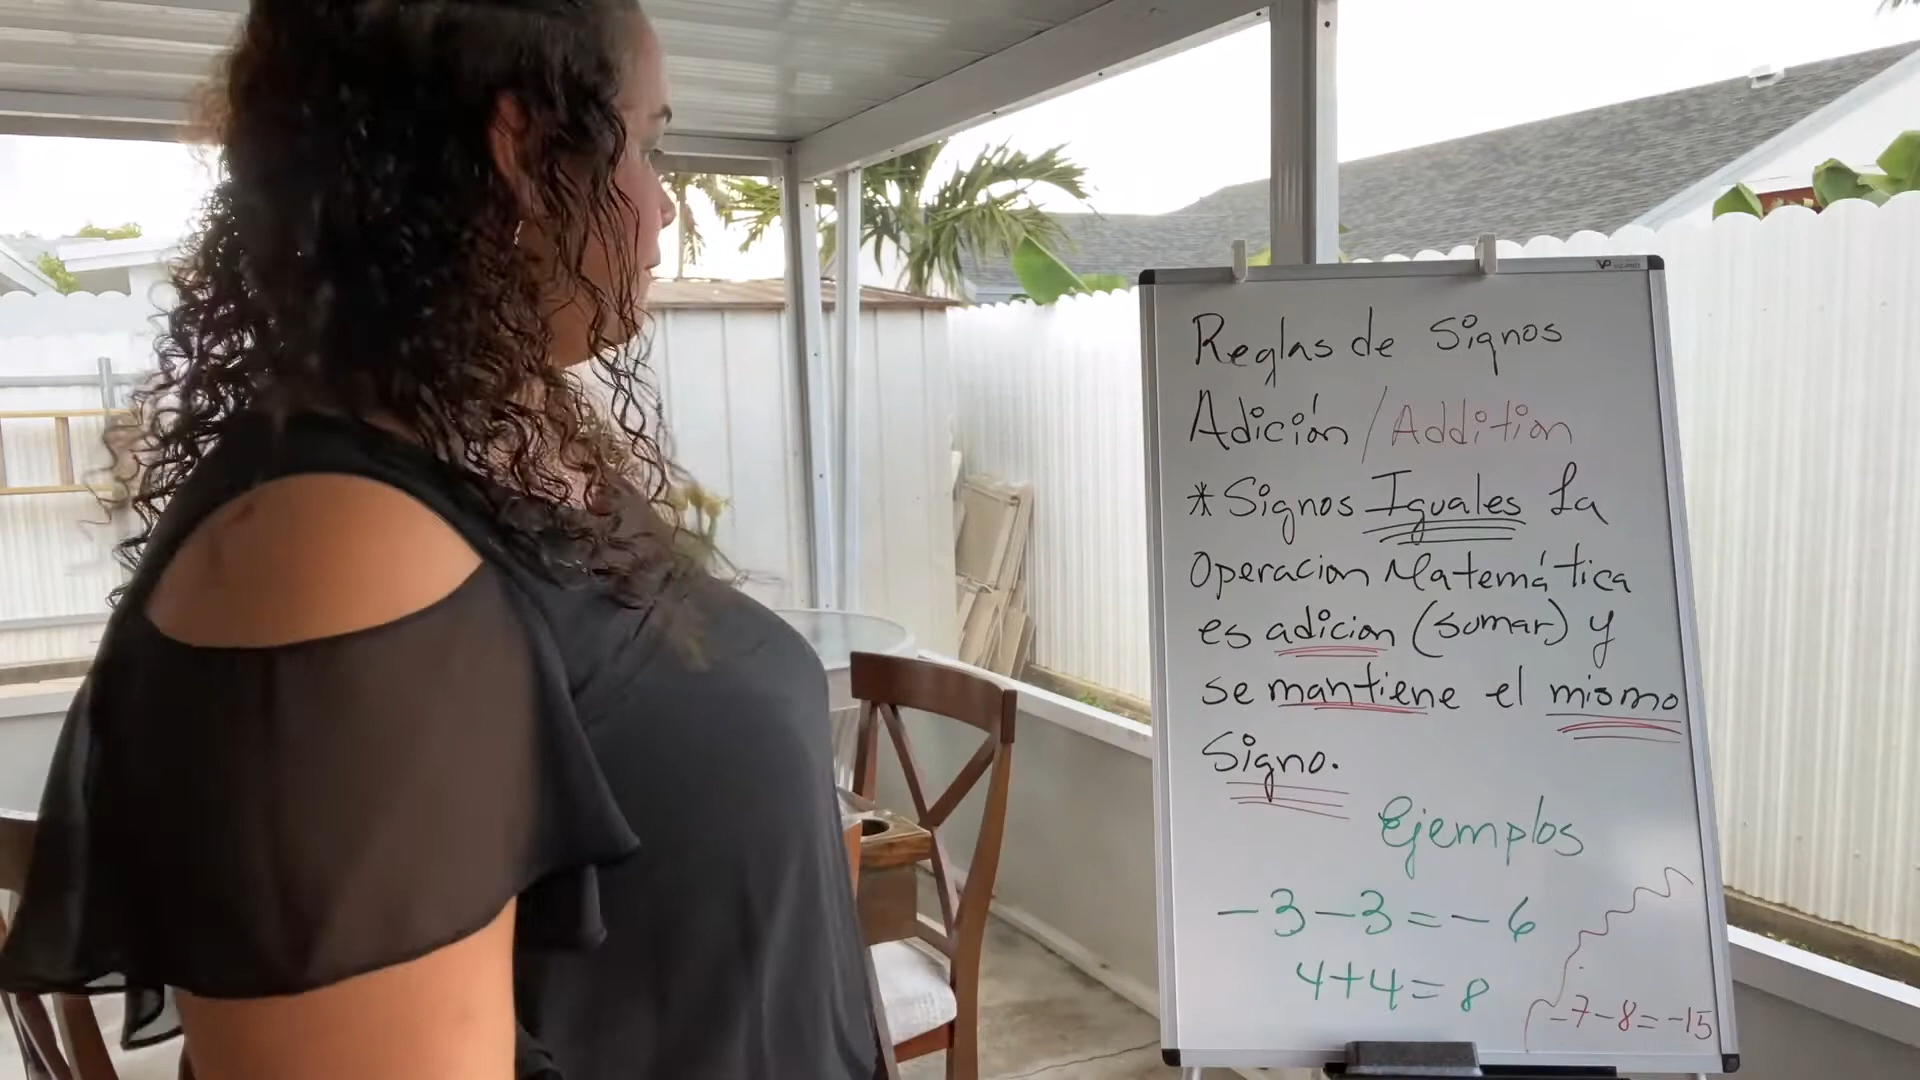 Reglas de Signos
Adición / Addition
* Signos Iguales La
Operacion Matemática
es adicion (sumar) y
se mantiene el mismo
Signo.
Ejemplos
-3-3=-6
4+4=8
-7-8=-15